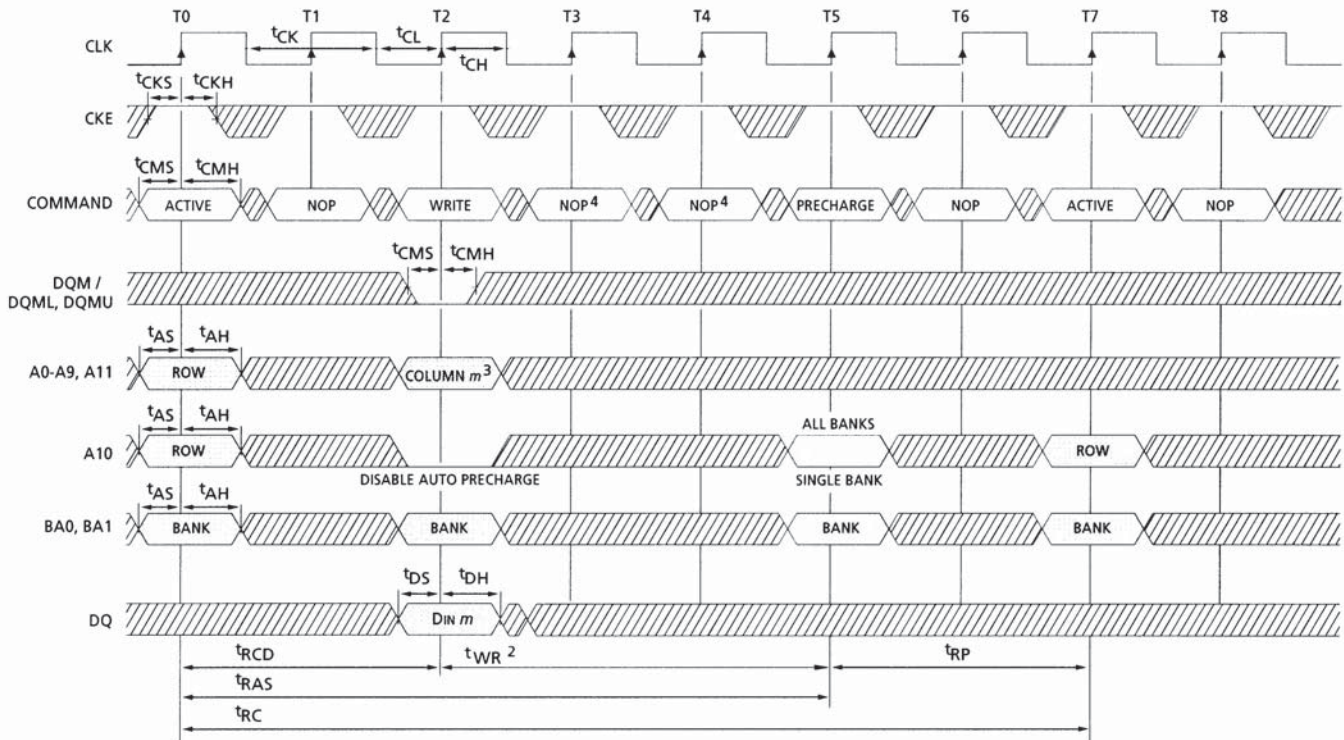 T0 T1 T2 T3 T4 T5 T6 T7 T8
CLK
tCK tCL tCH
tCKS tCKH
CKE
tCMS tCMH
COMMAND ACTIVE NOP WRITE NOP4 NOP4 PRECHARGE NOP ACTIVE NOP
tCMS tCMH
DQM /
DQML, DQMU
tAS tAH
A0-A9, A11 ROW COLUMN m3
tAS tAH
ALL BANKS
A10 ROW ROW
DISABLE AUTO PRECHARGE SINGLE BANK
tAS tAH
BA0, BA1 BANK BANK BANK BANK
tDS tDH
DQ DIN m
tRCD tWR 2 tRP
tRAS
tRC